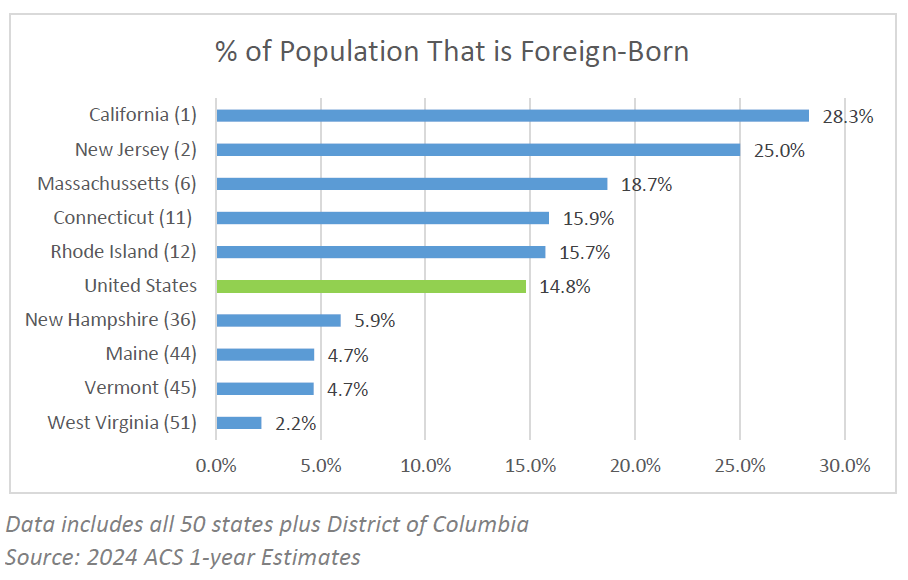 % of Population That is Foreign-Born
California (1) 28.3%
New Jersey (2) 25.0%
Massachussetts (6) 18.7%
Connecticut (11) 15.9%
Rhode Island (12) 15.7%
United States 14.8%
New Hampshire (36) 5.9%
Maine (44) 4.7%
Vermont (45) 4.7%
West Virginia (51) 2.2%
0.0% 5.0% 10.0% 15.0% 20.0% 25.0% 30.0%
Data includes all 50 states plus District of Columbia
Source: 2024 ACS 1-year Estimates